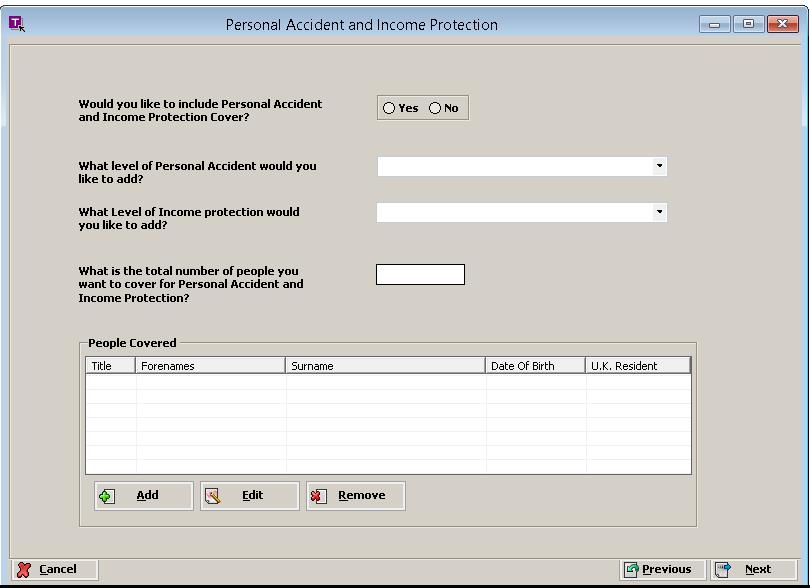 Personal Accident and Income Protection
Would you like to include Personal Accident
and Income Protection Cover?
Yes No
What level of Personal Accident would you
like to add?
What Level of Income protection would
you like to add?
What is the total number of people you
want to cover for Personal Accident and
Income Protection?
People Covered
Title Forenames Surname Date Of Birth U.K. Resident
Add Edit Remove
Cancel Previous Next